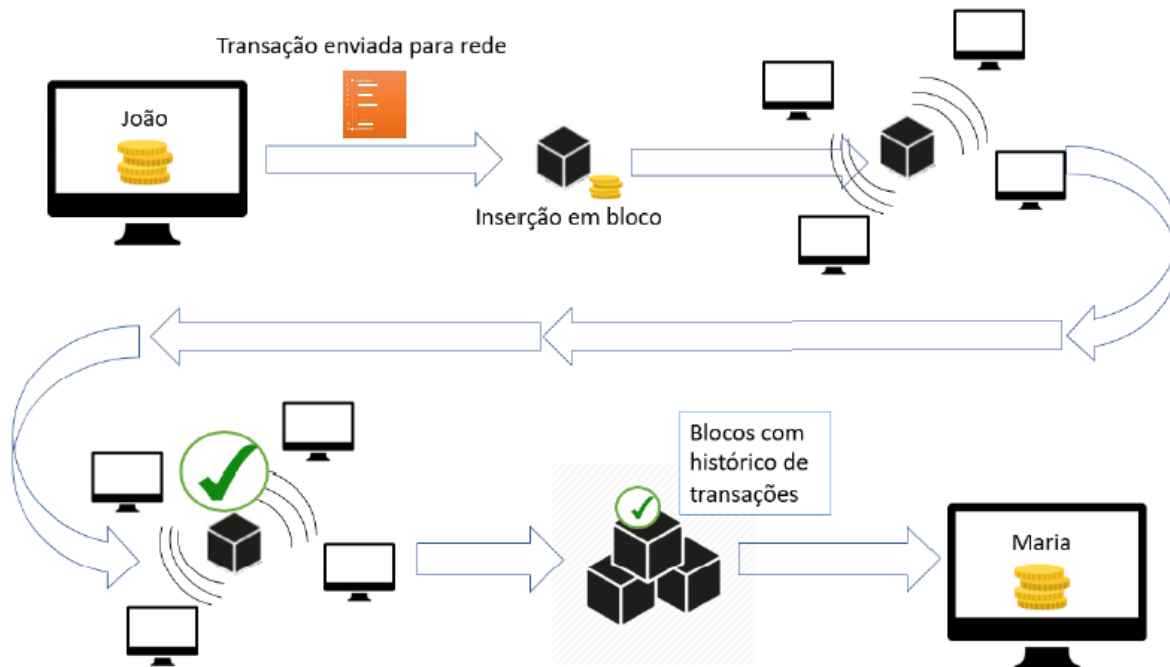 Transação enviada para rede
João
Inserção em bloco
Blocos com
histórico de
transações
Maria